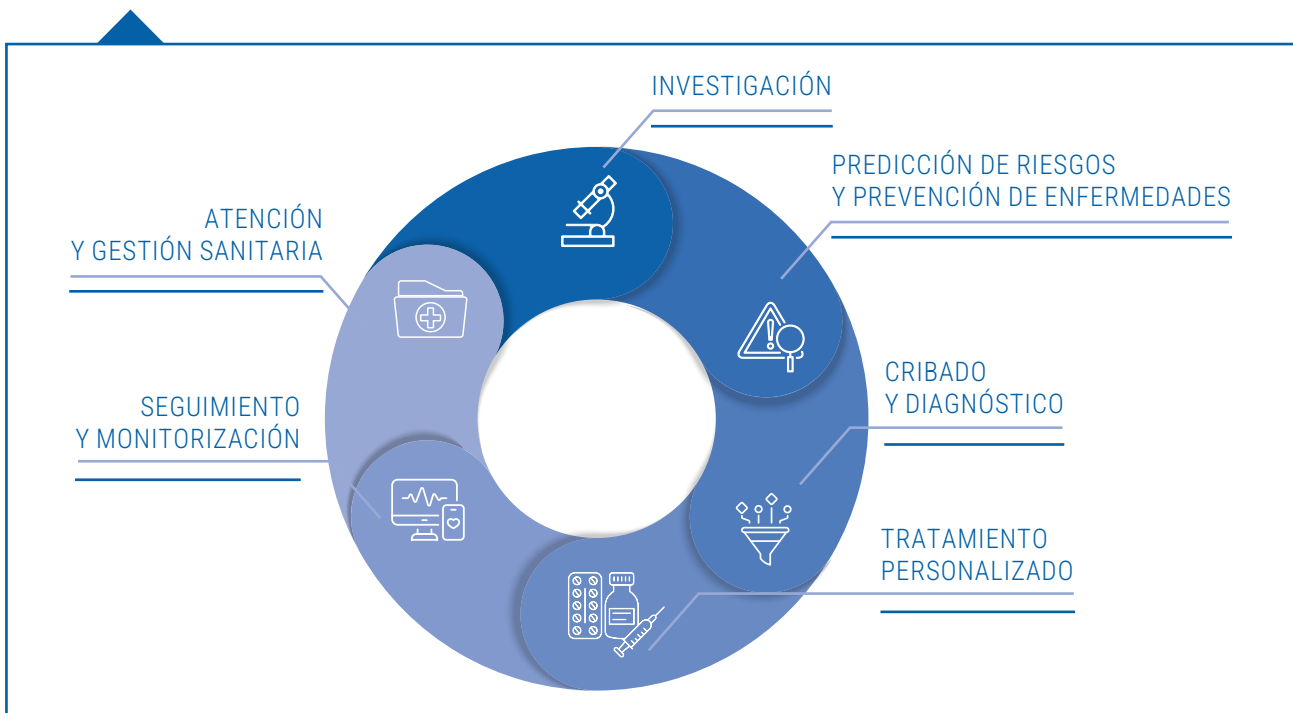 INVESTIGACIÓN
PREDICCIÓN DE RIESGOS
Y PREVENCIÓN DE ENFERMEDADES
CRIBADO
Y DIAGNÓSTICO
TRATAMIENTO
PERSONALIZADO
SEGUIMIENTO
Y MONITORIZACIÓN
ATENCIÓN
Y GESTIÓN SANITARIA